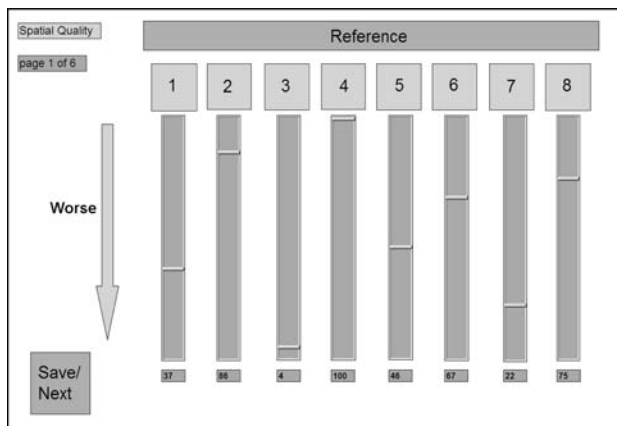 Spatial Quality
Reference
page 1 of 6
1 2 3 4 5 6 7 8
Worse
Save/
Next
37 86 4 100 46 67 22 75